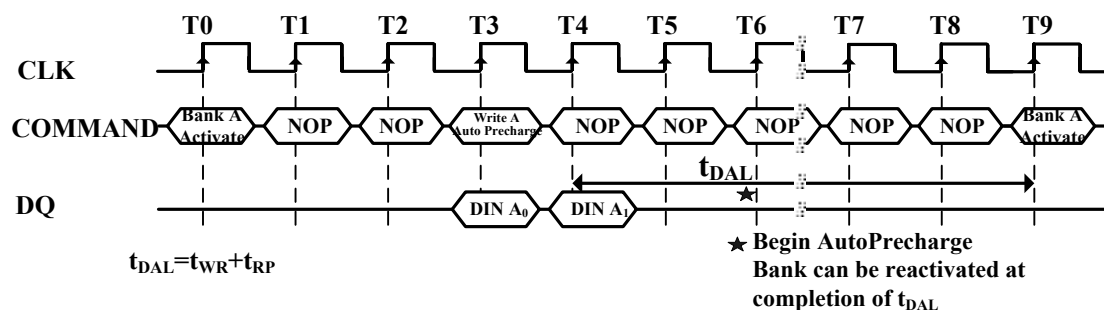 T0 T1 T2 T3 T4 T5 T6 T7 T8 T9
CLK
COMMAND Bank A Activate NOP NOP Write A Auto Precharge NOP NOP NOP NOP NOP Bank A Activate
tDAL
DQ DIN A0 DIN A1
★ Begin AutoPrecharge
tDAL=tWR+tRP
Bank can be reactivated at
completion of tDAL